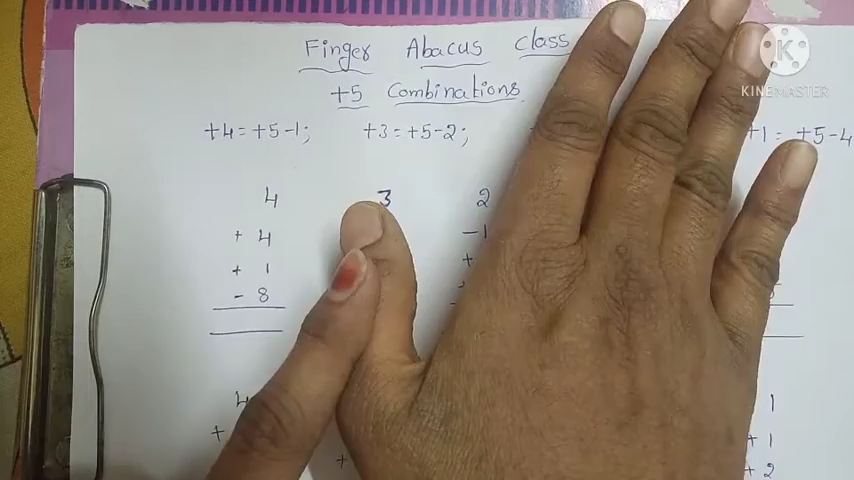 Finger Abacus class
+5 Combinations
+4 = +5-1; +3 = +5-2; +1 = +5-4
4 3 2
+ 4 -1
+ 1 +
- 8
4 1
+ + 1
+ + 2
K
KINEMASTER